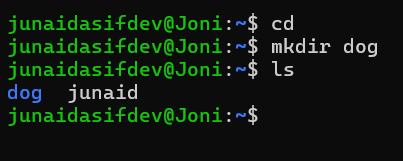 junaidasifdev@Joni:~$ cd
junaidasifdev@Joni:~$ mkdir dog
junaidasifdev@Joni:~$ ls
dog  junaid
junaidasifdev@Joni:~$